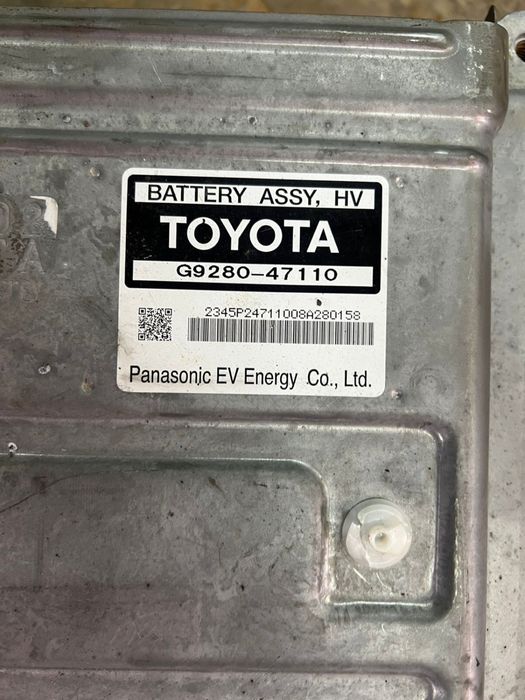 BATTERY ASSY, HV
TOYOTA
G9280-47110
2345P24711008A280158
Panasonic EV Energy Co., Ltd.